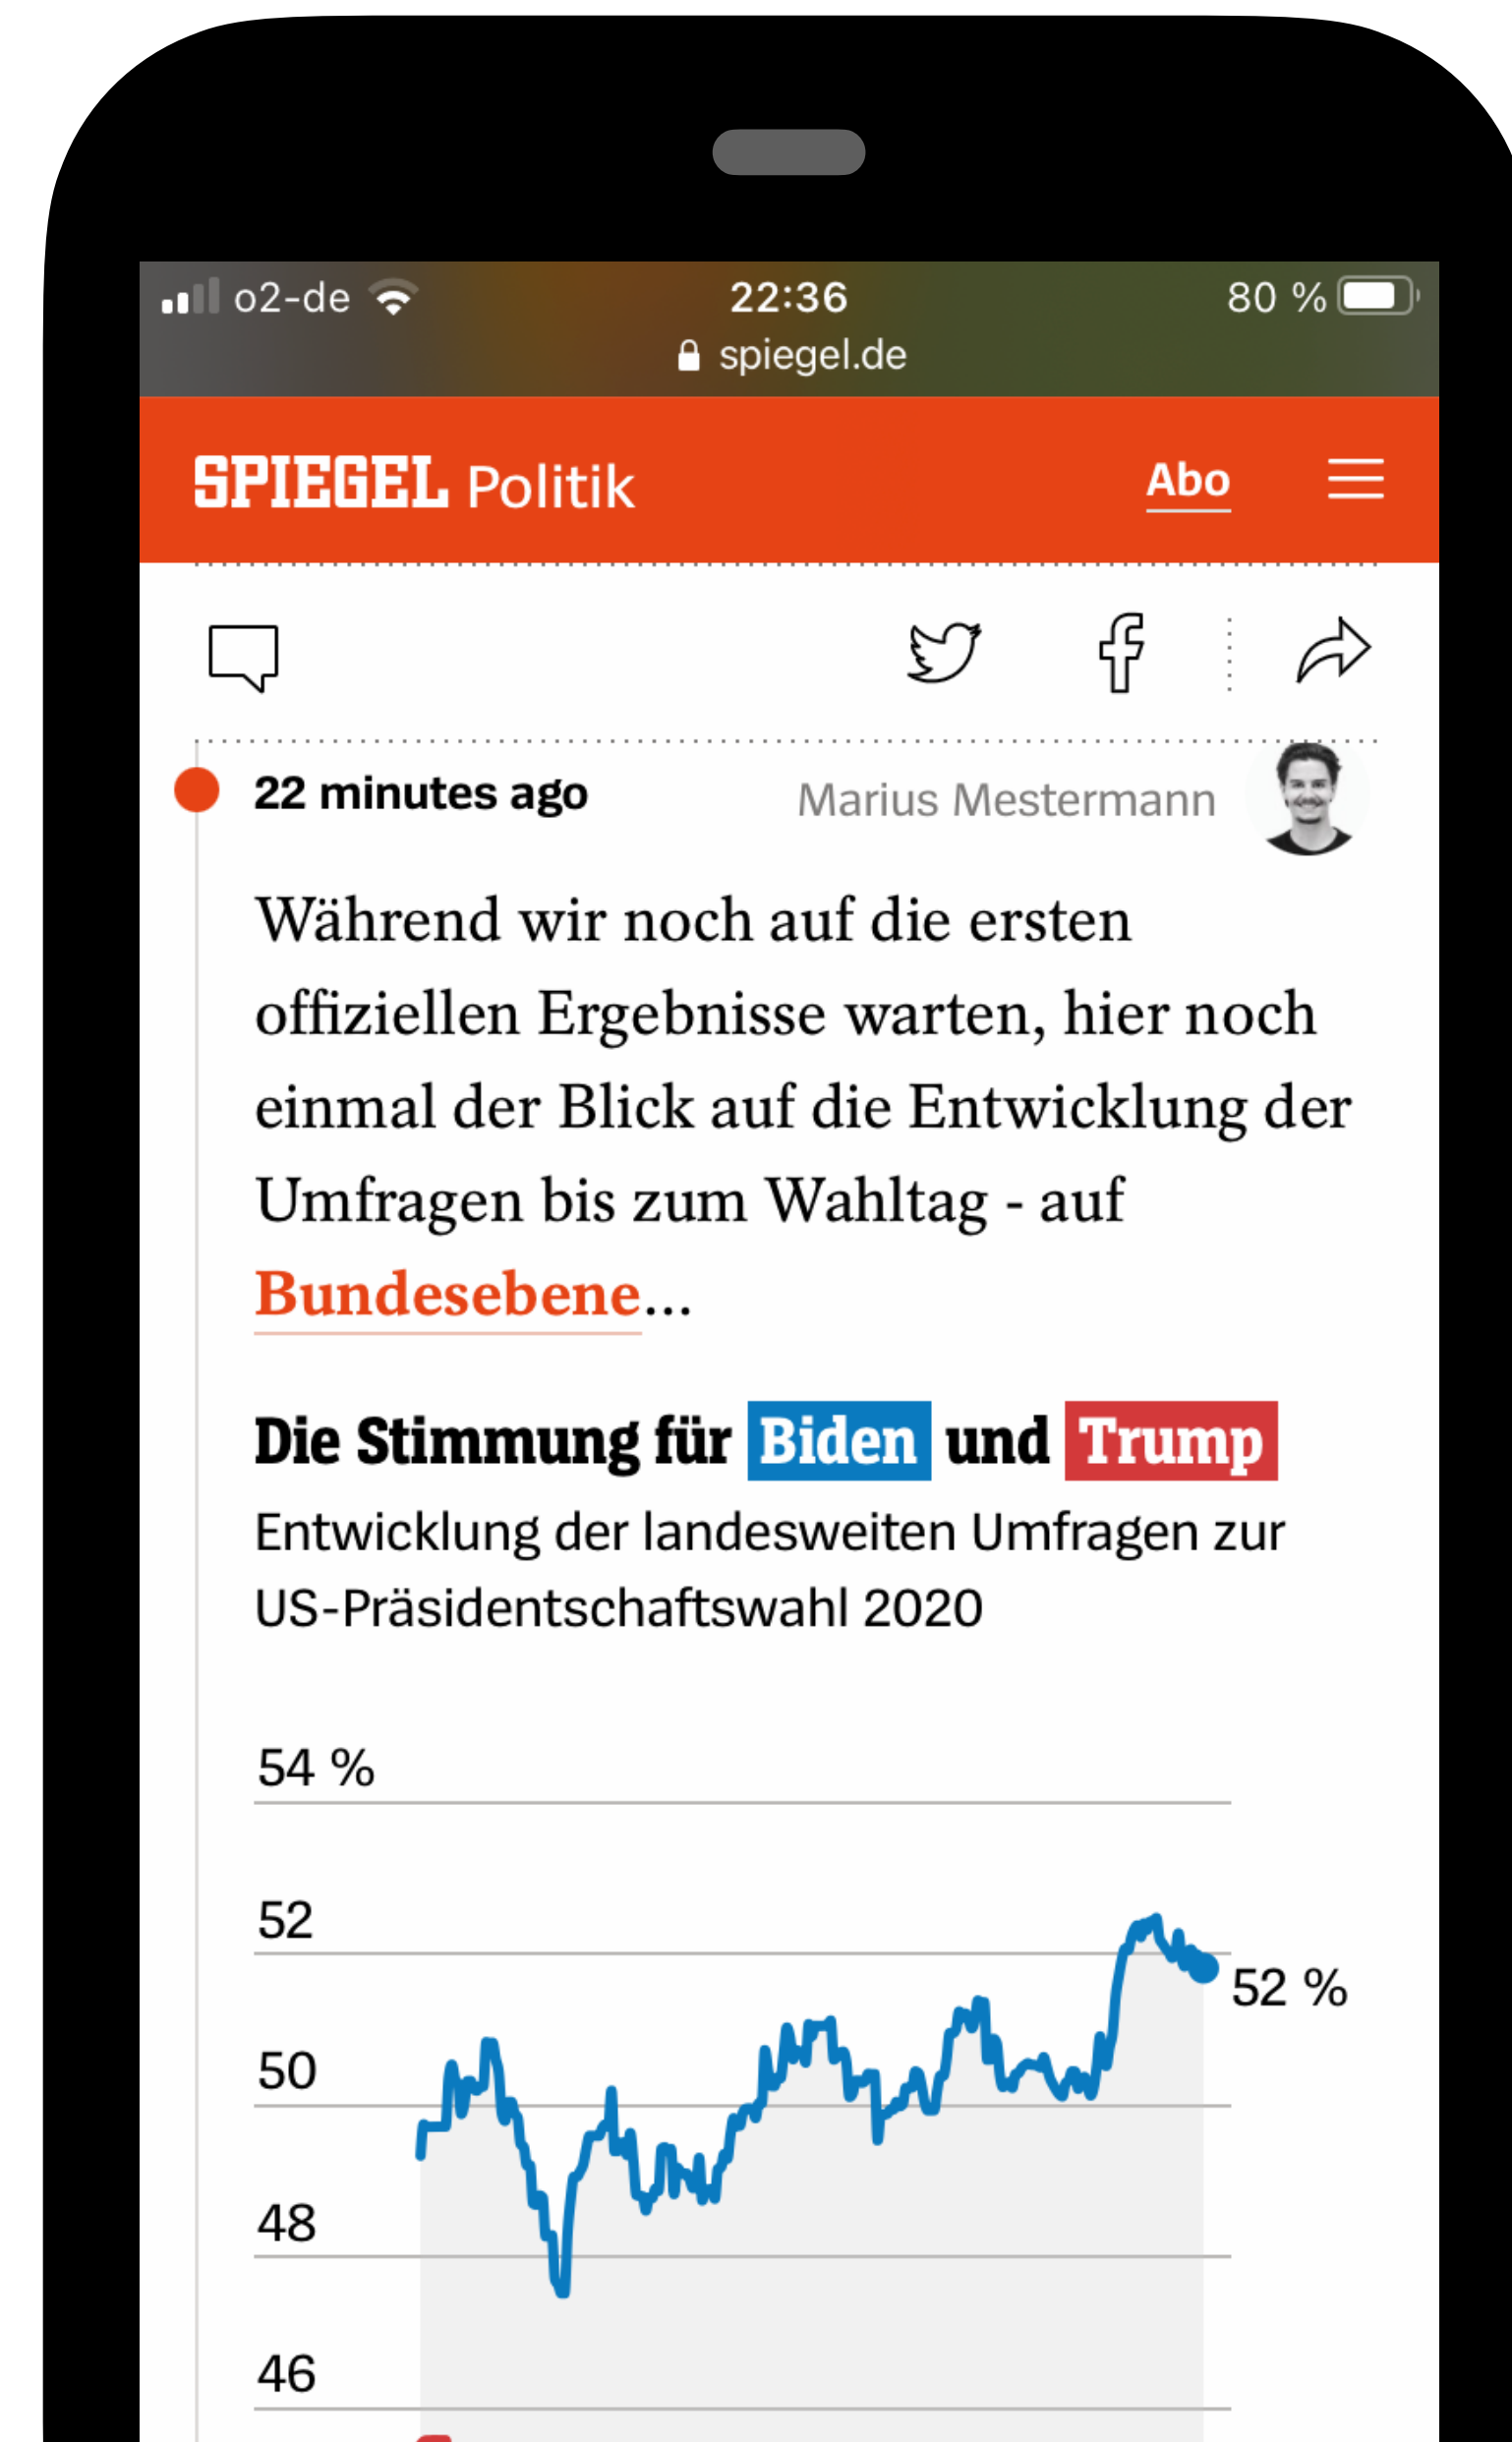 o2-de 22:36 80 %
spiegel.de
SPIEGEL Politik Abo
22 minutes ago Marius Mestermann
Während wir noch auf die ersten
offiziellen Ergebnisse warten, hier noch
einmal der Blick auf die Entwicklung der
Umfragen bis zum Wahltag - auf
Bundesebene...
Die Stimmung für Biden und Trump
Entwicklung der landesweiten Umfragen zur
US-Präsidentschaftswahl 2020
54 %
52
52 %
50
48
46